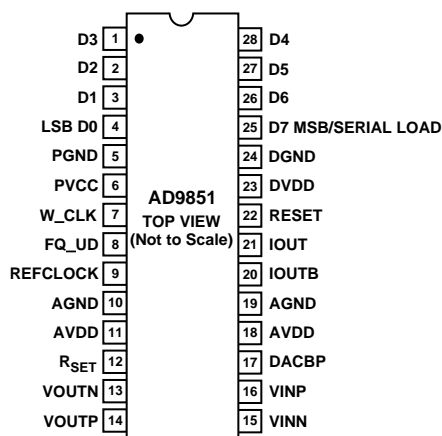 D3 1 28 D4
D2 2 27 D5
D1 3 26 D6
LSB D0 4 25 D7 MSB/SERIAL LOAD
PGND 5 24 DGND
PVCC 6 23 DVDD
W_CLK 7 22 RESET
FQ_UD 8 21 IOUT
REFCLOCK 9 20 IOUTB
AGND 10 19 AGND
AVDD 11 18 AVDD
RSET 12 17 DACBP
VOUTN 13 16 VINP
VOUTP 14 15 VINN
AD9851
TOP VIEW
(Not to Scale)